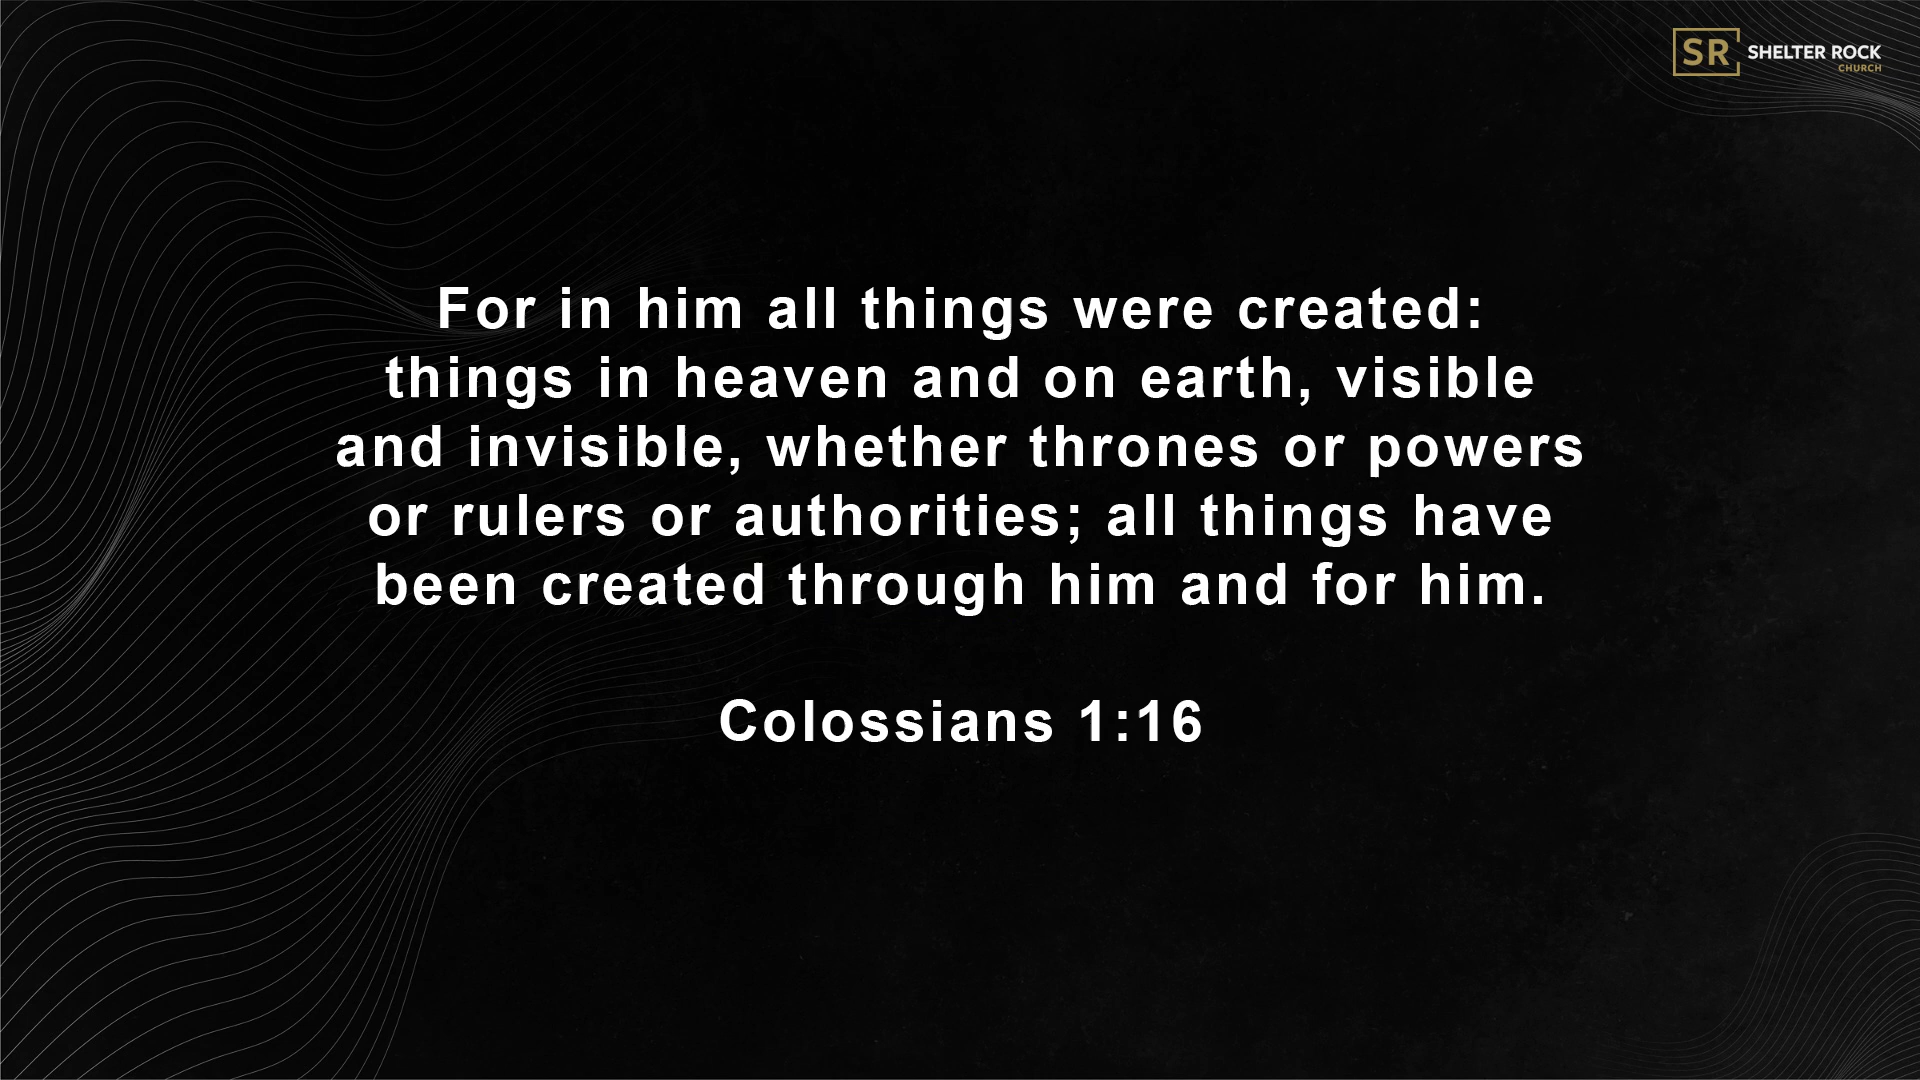 SR SHELTER ROCK
CHURCH
For in him all things were created:
things in heaven and on earth, visible
and invisible, whether thrones or powers
or rulers or authorities; all things have
been created through him and for him.
Colossians 1:16